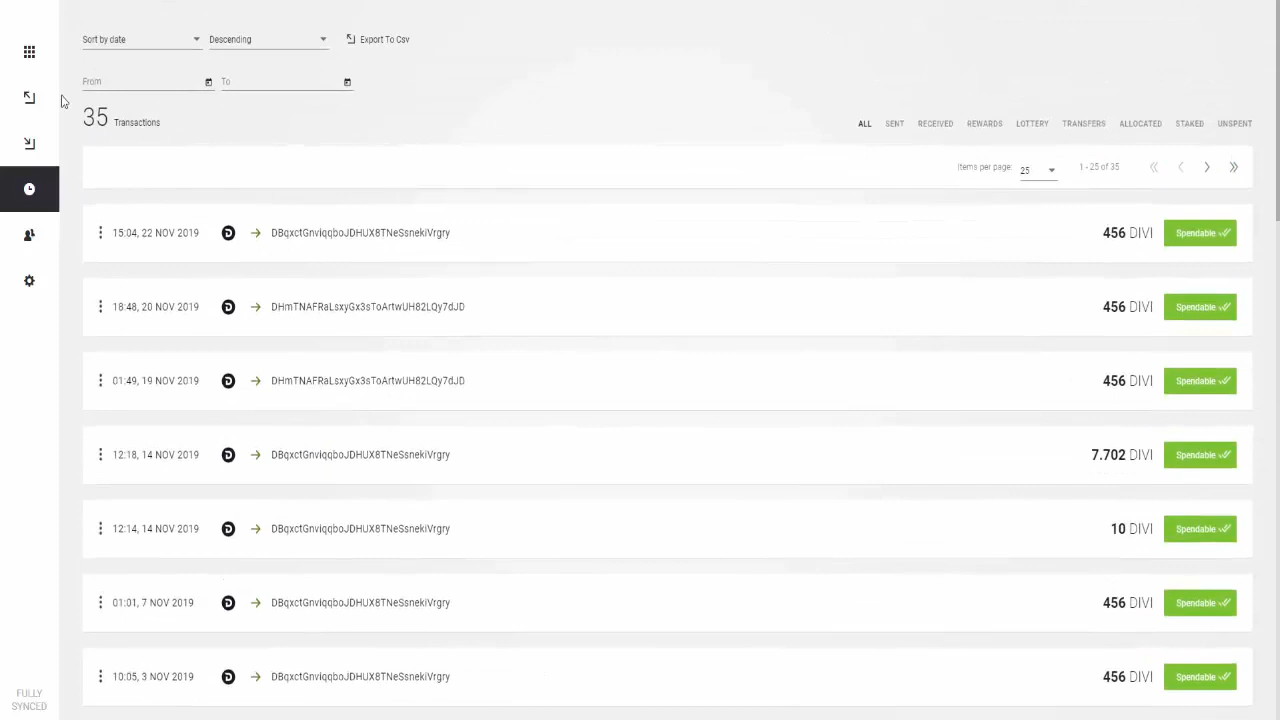 Sort by date Descending Export To Csv
From To
35 Transactions
ALL SENT RECEIVED REWARDS LOTTERY TRANSFERS ALLOCATED STAKED UNSPENT
Items per page: 25 1 - 25 of 35
15:04, 22 NOV 2019 DBqxctGnviqqboJDHUX8TNeSsnekiVrgry 456 DIVI Spendable
18:48, 20 NOV 2019 DHmTNAFRaLsxyGx3sToArtwUH82LQy7dJD 456 DIVI Spendable
01:49, 19 NOV 2019 DHmTNAFRaLsxyGx3sToArtwUH82LQy7dJD 456 DIVI Spendable
12:18, 14 NOV 2019 DBqxctGnviqqboJDHUX8TNeSsnekiVrgry 7.702 DIVI Spendable
12:14, 14 NOV 2019 DBqxctGnviqqboJDHUX8TNeSsnekiVrgry 10 DIVI Spendable
01:01, 7 NOV 2019 DBqxctGnviqqboJDHUX8TNeSsnekiVrgry 456 DIVI Spendable
10:05, 3 NOV 2019 DBqxctGnviqqboJDHUX8TNeSsnekiVrgry 456 DIVI Spendable
FULLY
SYNCED